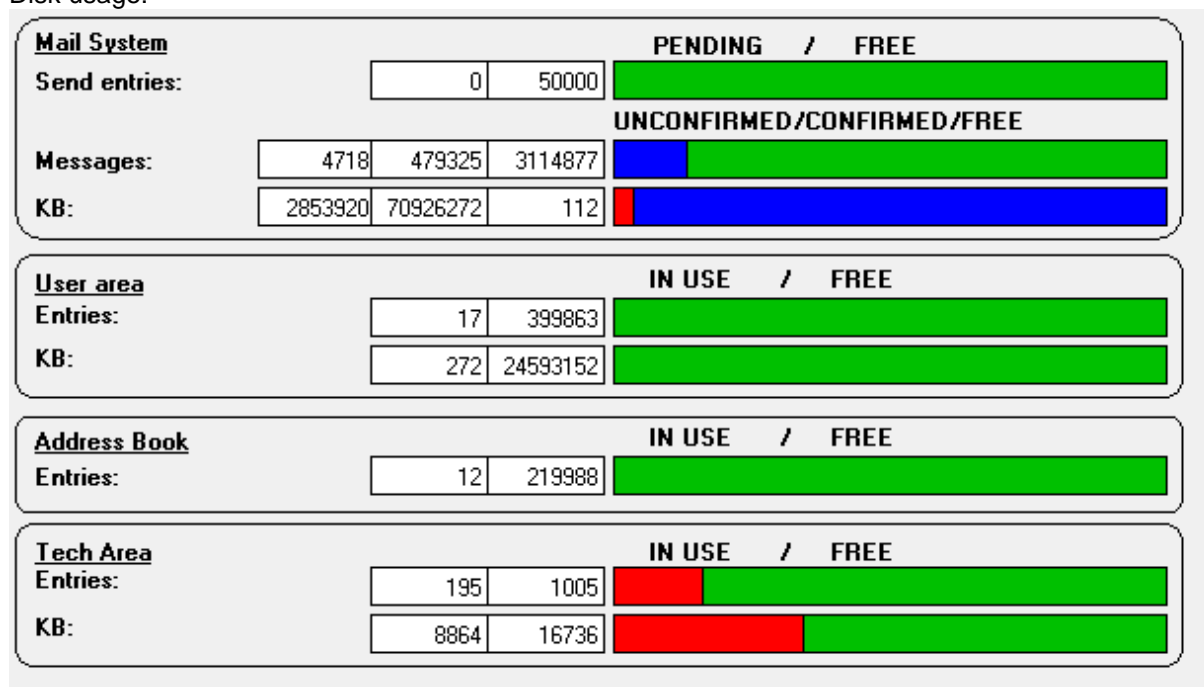 Disk usage:
Mail System PENDING / FREE
Send entries: 0 50000
UNCONFIRMED/CONFIRMED/FREE
Messages: 4718 479325 3114877
KB: 2853920 70926272 112
User area IN USE / FREE
Entries: 17 399863
KB: 272 24593152
Address Book IN USE / FREE
Entries: 12 219988
Tech Area IN USE / FREE
Entries: 195 1005
KB: 8864 16736